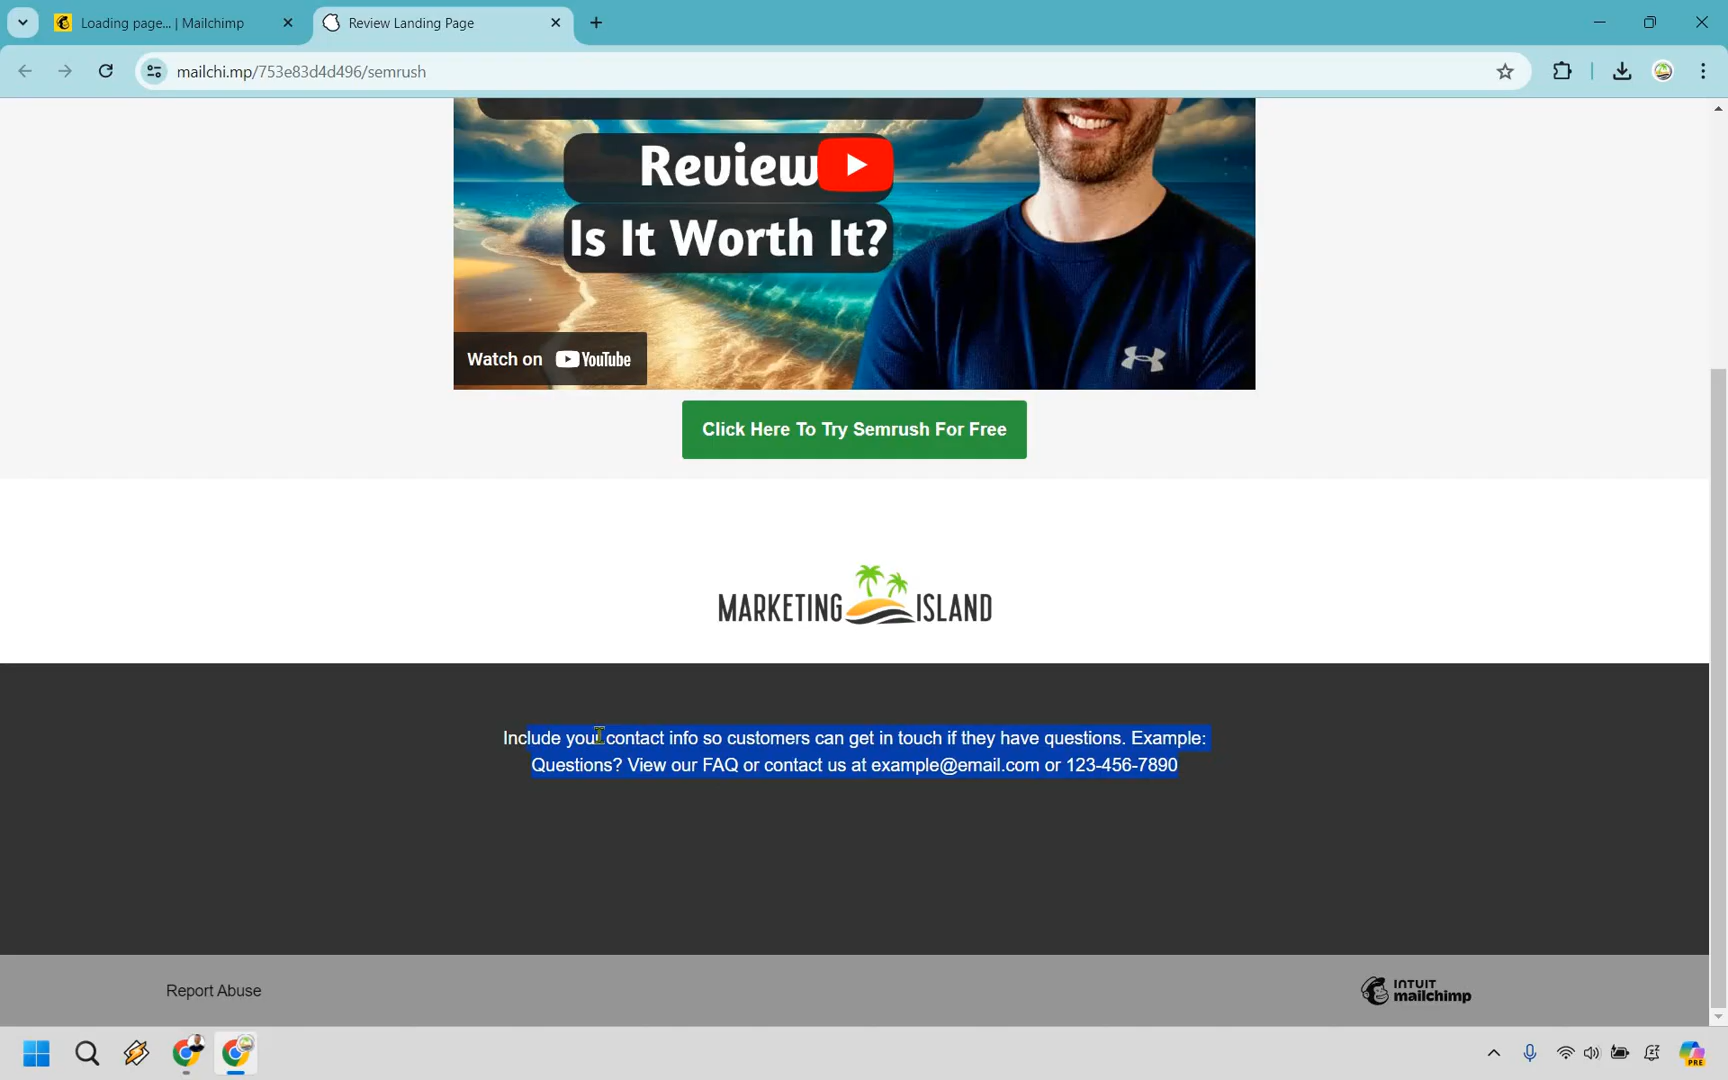 Loading page... | Mailchimp
Review Landing Page
mailchi.mp/753e83d4d496/semrush
Review
Is It Worth It?
Watch on YouTube
Click Here To Try Semrush For Free
MARKETING ISLAND
Include your contact info so customers can get in touch if they have questions. Example:
Questions? View our FAQ or contact us at example@email.com or 123-456-7890
Report Abuse
INTUIT
mailchimp
PRE